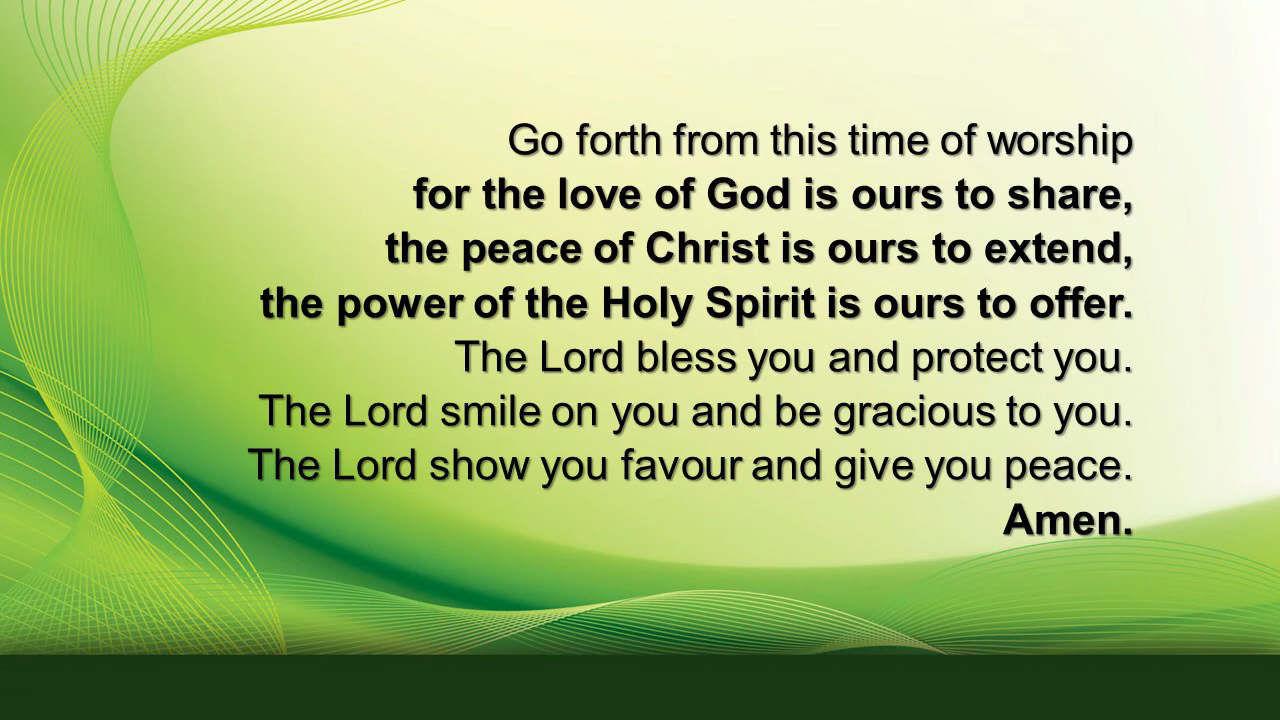 Go forth from this time of worship
for the love of God is ours to share,
the peace of Christ is ours to extend,
the power of the Holy Spirit is ours to offer.
The Lord bless you and protect you.
The Lord smile on you and be gracious to you.
The Lord show you favour and give you peace.
Amen.